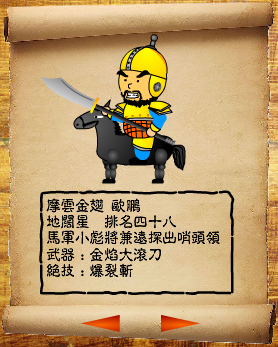 摩雲金翅 歐鵬
地闊星 排名四十八
馬軍小彪將兼遠探出哨頭領
武器：金焰大滾刀
絕技：爆裂斬